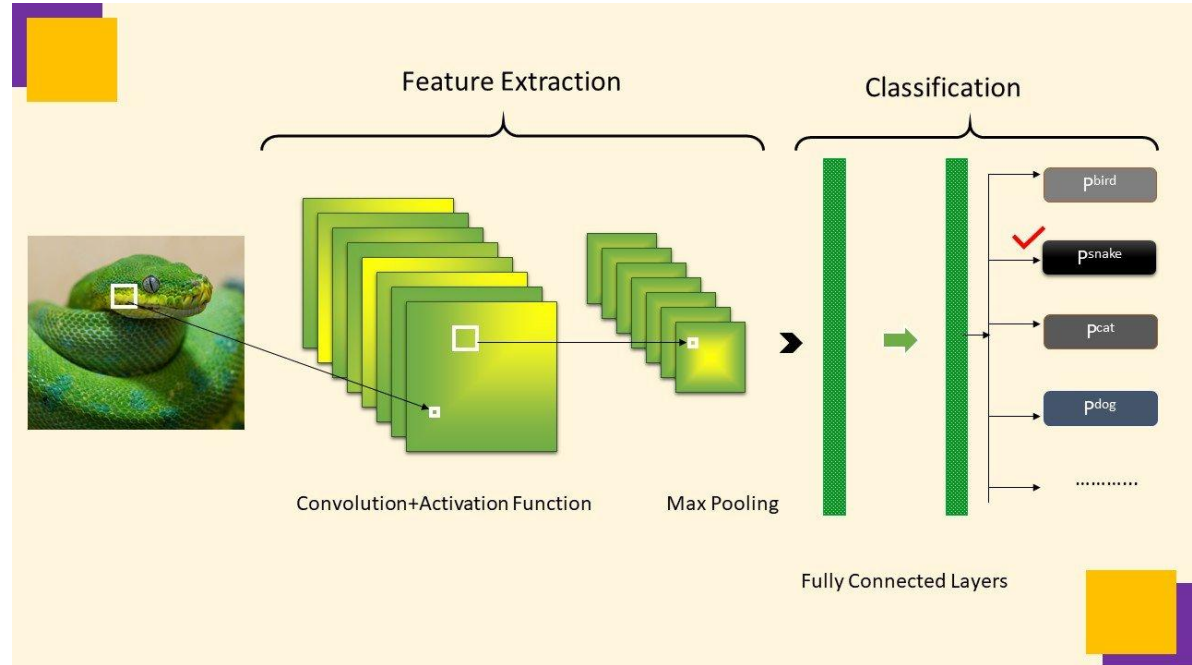 Feature Extraction
Classification
Pbird
Psnake
Pcat
Pdog
............
Convolution+Activation Function
Max Pooling
Fully Connected Layers